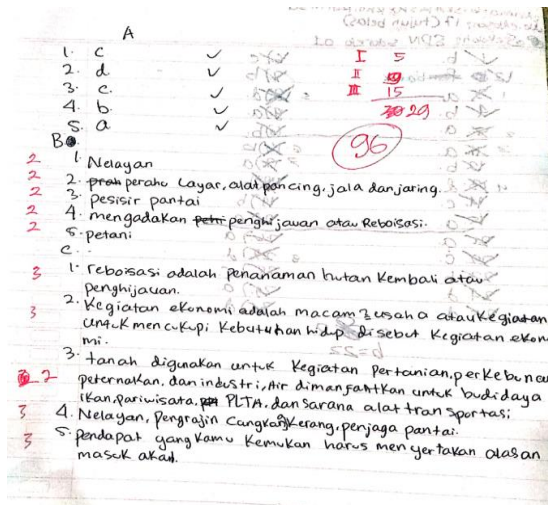 A
1. c
2. d
3. c.
4. b.
5. a
I 5
II 9
III 15
29
96
B
2 1. Nelayan
2 2. perahu Layar, alat pancing, jala dan jaring.
2 3. pesisir pantai
2 4. mengadakan penghijauan atau Reboisasi.
2 5. petani
C.
3 1. reboisasi adalah penanaman hutan kembali atau
penghijauan.
3 2. Kegiatan ekonomi adalah macam2 usaha atau kegiatan
untuk mencukupi kebutuhan hidup disebut kegiatan ekon
mi.
3. tanah digunakan untuk kegiatan pertanian, perkebuna
2 peternakan, dan industri, Air dimanfaatkan untuk budidaya
ikan, pariwisata, PLTA, dan sarana alat transportasi
3 4. Nelayan, Pengrajin cangkang kerang, penjaga pantai.
3 5. pendapat yang kamu kemukan harus menyertakan alasan
masuk akal.